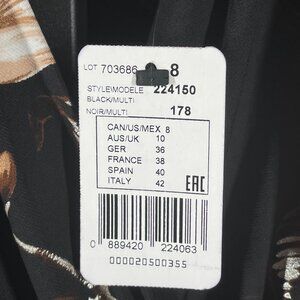 LOT 703686 8
STYLE\MODELE 224150
BLACK/MULTI
NOIR/MULTI 178
CAN/US/MEX 8
AUS/UK 10
GER 36
FRANCE 38
SPAIN 40
ITALY 42
EAC
0 889420 224063
000020500355